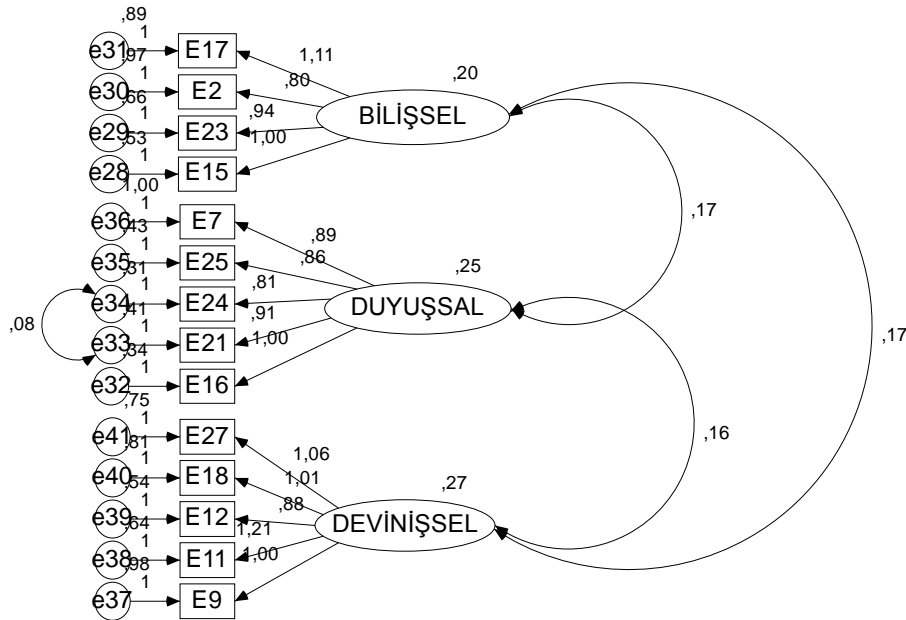 ,89
1
e31 E17 1,11 ,20
,97
1
e30 E2 ,80
BİLİŞSEL
,66
1
e29 E23 ,94
,53
1
e28 E15 1,00
,17
1,00
1
e36 E7 ,89
,43
1
e35 E25 ,86 ,25
,31
1
e34 E24 ,81
DUYUŞSAL
,08
,41
1
e33 E21 ,91
,17
,34
1
e32 E16 1,00
,75
1
e41 E27 1,06
,16
,81
1
e40 E18 1,01 ,27
,54
1
e39 E12 ,88
DEVİNİŞSEL
,64
1
e38 E11 1,21
,98
1
e37 E9 1,00